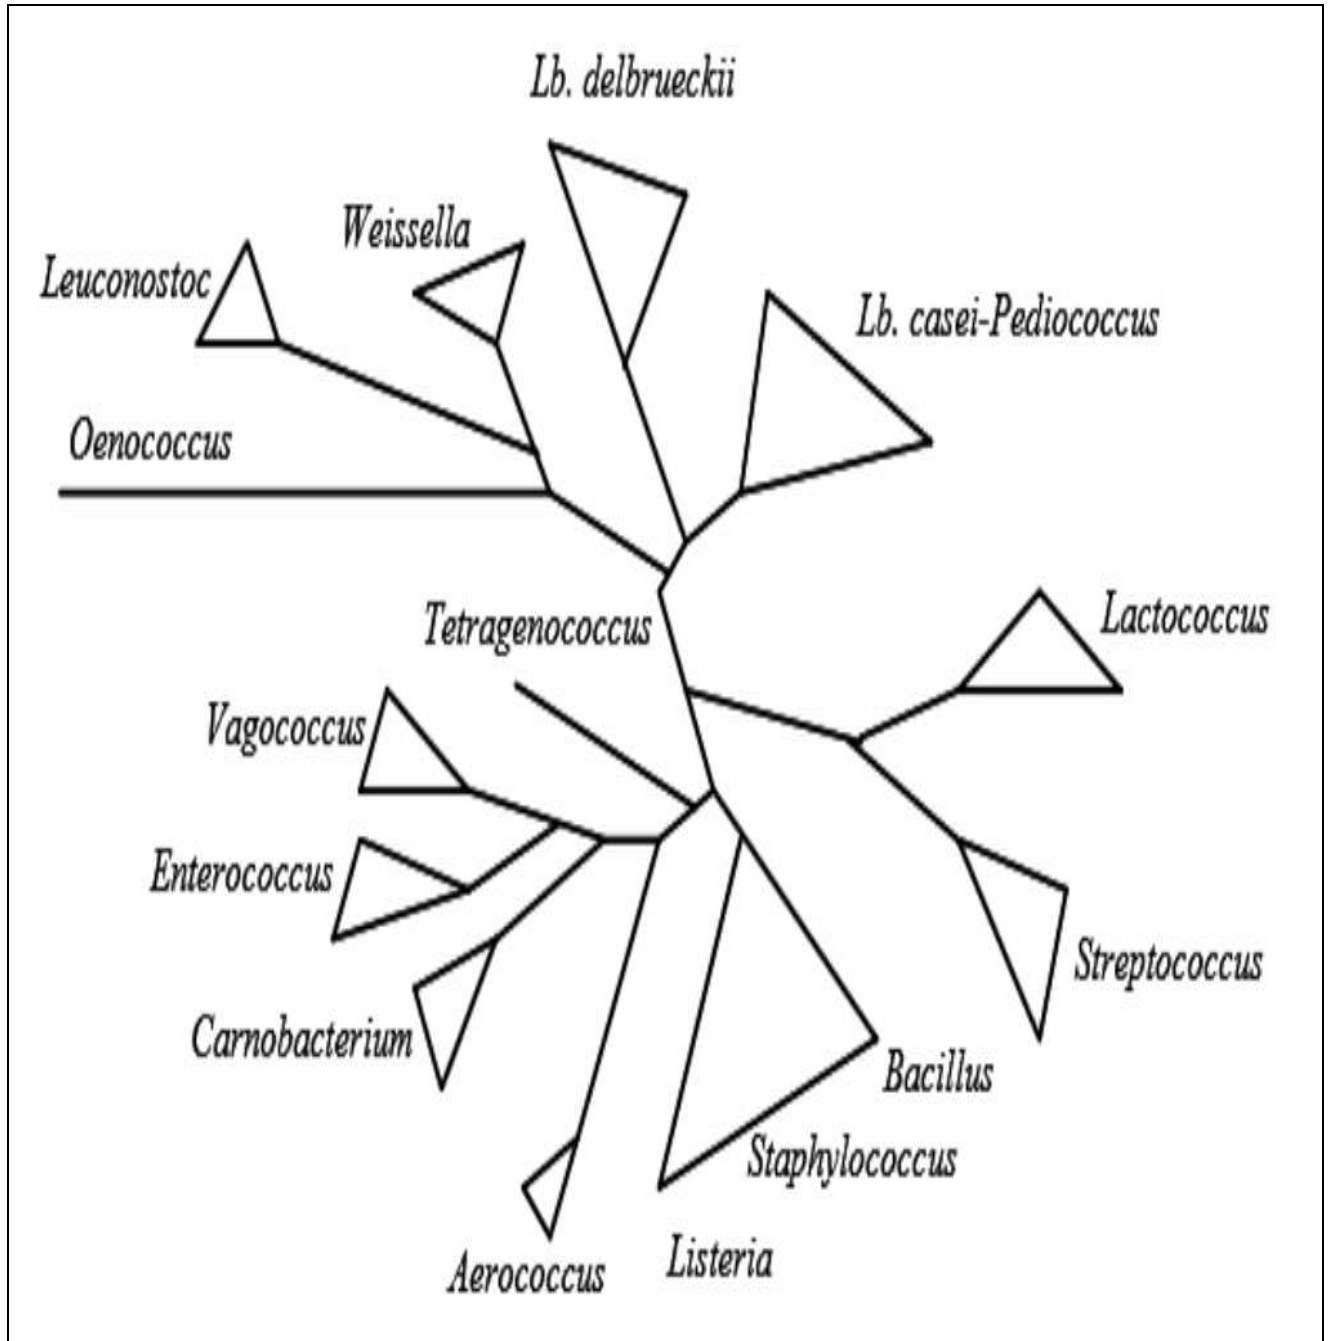 Lb. delbrueckii
Weissella
Leuconostoc
Lb. casei-Pediococcus
Oenococcus
Tetragenococcus
Lactococcus
Vagococcus
Enterococcus
Streptococcus
Carnobacterium
Bacillus
Staphylococcus
Listeria
Aerococcus